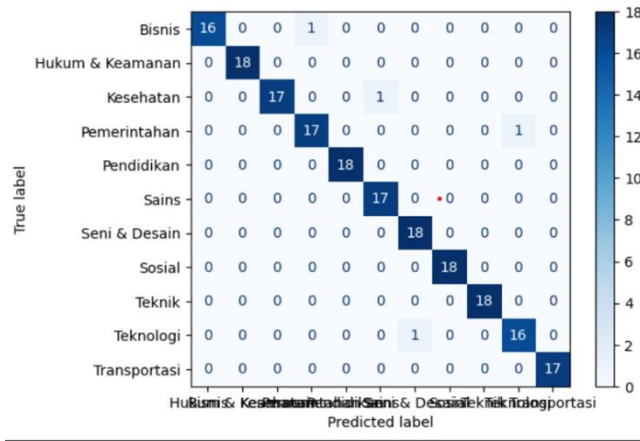 Bisnis 16 0 0 1 0 0 0 0 0 0 0
Hukum & Keamanan 0 18 0 0 0 0 0 0 0 0 0
Kesehatan 0 0 17 0 0 1 0 0 0 0 0
Pemerintahan 0 0 0 17 0 0 0 0 0 1 0
Pendidikan 0 0 0 0 18 0 0 0 0 0 0
Sains 0 0 0 0 0 17 0 0 0 0 0
Seni & Desain 0 0 0 0 0 0 18 0 0 0 0
Sosial 0 0 0 0 0 0 0 18 0 0 0
Teknik 0 0 0 0 0 0 0 0 18 0 0
Teknologi 0 0 0 0 0 0 1 0 0 16 0
Transportasi 0 0 0 0 0 0 0 0 0 0 17
True label
Predicted label
18
16
14
12
10
8
6
4
2
0